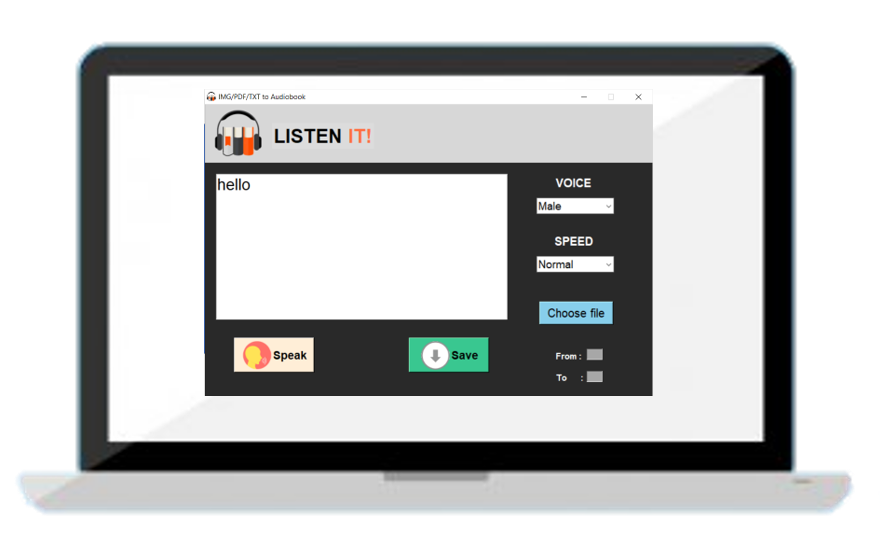 IMG/PDF/TXT to Audiobook
LISTEN IT!
hello
VOICE
Male
SPEED
Normal
Choose file
Speak
Save
From :
To :